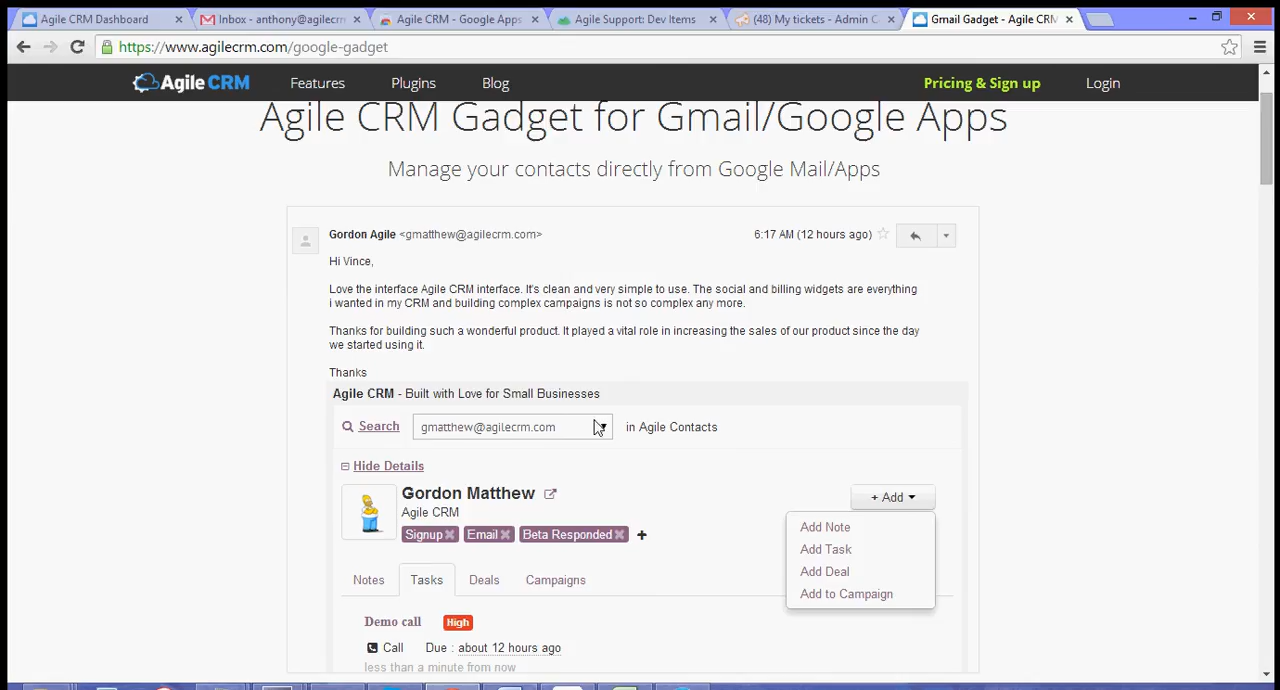 Agile CRM Dashboard
Inbox - anthony@agilecrm
Agile CRM - Google Apps
Agile Support: Dev Items
(48) My tickets - Admin C
Gmail Gadget - Agile CRM
https://www.agilecrm.com/google-gadget
Agile CRM
Features
Plugins
Blog
Pricing & Sign up
Login
Agile CRM Gadget for Gmail/Google Apps
Manage your contacts directly from Google Mail/Apps
Gordon Agile <gmatthew@agilecrm.com>
6:17 AM (12 hours ago)
Hi Vince,
Love the interface Agile CRM interface. It's clean and very simple to use. The social and billing widgets are everything
i wanted in my CRM and building complex campaigns is not so complex any more.
Thanks for building such a wonderful product. It played a vital role in increasing the sales of our product since the day
we started using it.
Thanks
Agile CRM - Built with Love for Small Businesses
Search
gmatthew@agilecrm.com
in Agile Contacts
Hide Details
Gordon Matthew
+ Add
Agile CRM
Signup
Email
Beta Responded
Add Note
Add Task
Add Deal
Add to Campaign
Notes
Tasks
Deals
Campaigns
Demo call
High
Call
Due : about 12 hours ago
less than a minute from now